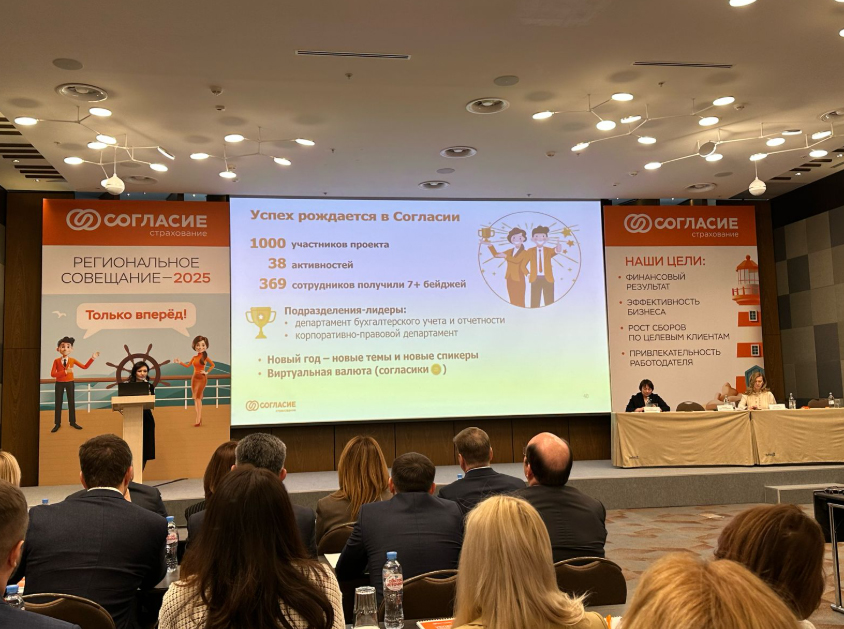 СОГЛАСИЕ
страхование
РЕГИОНАЛЬНОЕ
СОВЕЩАНИЕ—2025
Только вперёд!
Успех рождается в Согласии
1000 участников проекта
38 активностей
369 сотрудников получили 7+ бейджей
Подразделения-лидеры:
• департамент бухгалтерского учета и отчетности
• корпоративно-правовой департамент
• Новый год – новые темы и новые спикеры
• Виртуальная валюта (согласики )
СОГЛАСИЕ
страхование
СОГЛАСИЕ
страхование
НАШИ ЦЕЛИ:
• ФИНАНСОВЫЙ
РЕЗУЛЬТАТ
• ЭФФЕКТИВНОСТЬ
БИЗНЕСА
• РОСТ СБОРОВ
ПО ЦЕЛЕВЫМ КЛИЕНТАМ
• ПРИВЛЕКАТЕЛЬНОСТЬ
РАБОТОДАТЕЛЯ